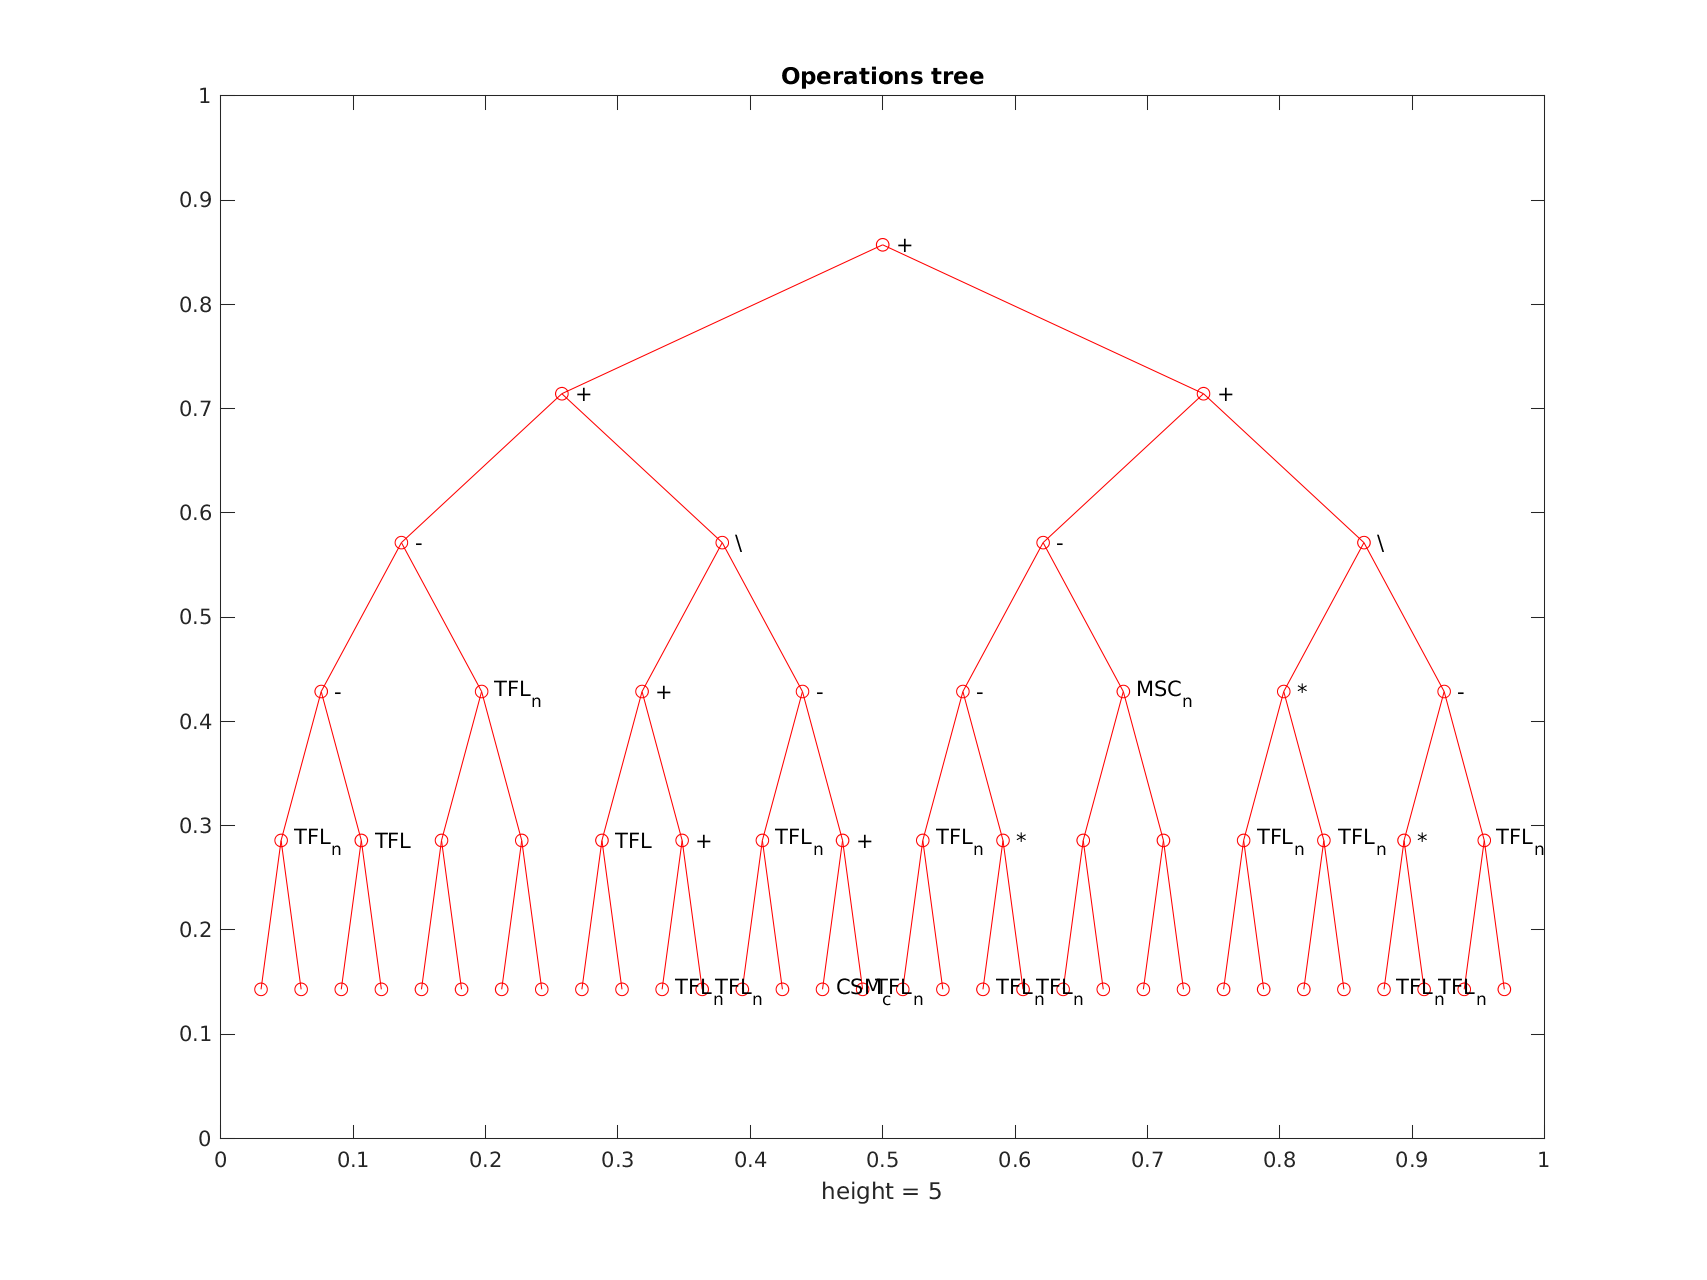 Operations tree
1
0.9
+
0.8
+ +
0.7
0.6
- \ - \
0.5
- TFLn + - - MSCn * -
0.4
0.3
TFLn TFL TFL + TFLn + TFLn * TFLn TFLn * TFLn
0.2
TFLn TFLn CSMc TFLn TFLn TFLn TFLn TFLn
0.1
0
0 0.1 0.2 0.3 0.4 0.5 0.6 0.7 0.8 0.9 1
height = 5